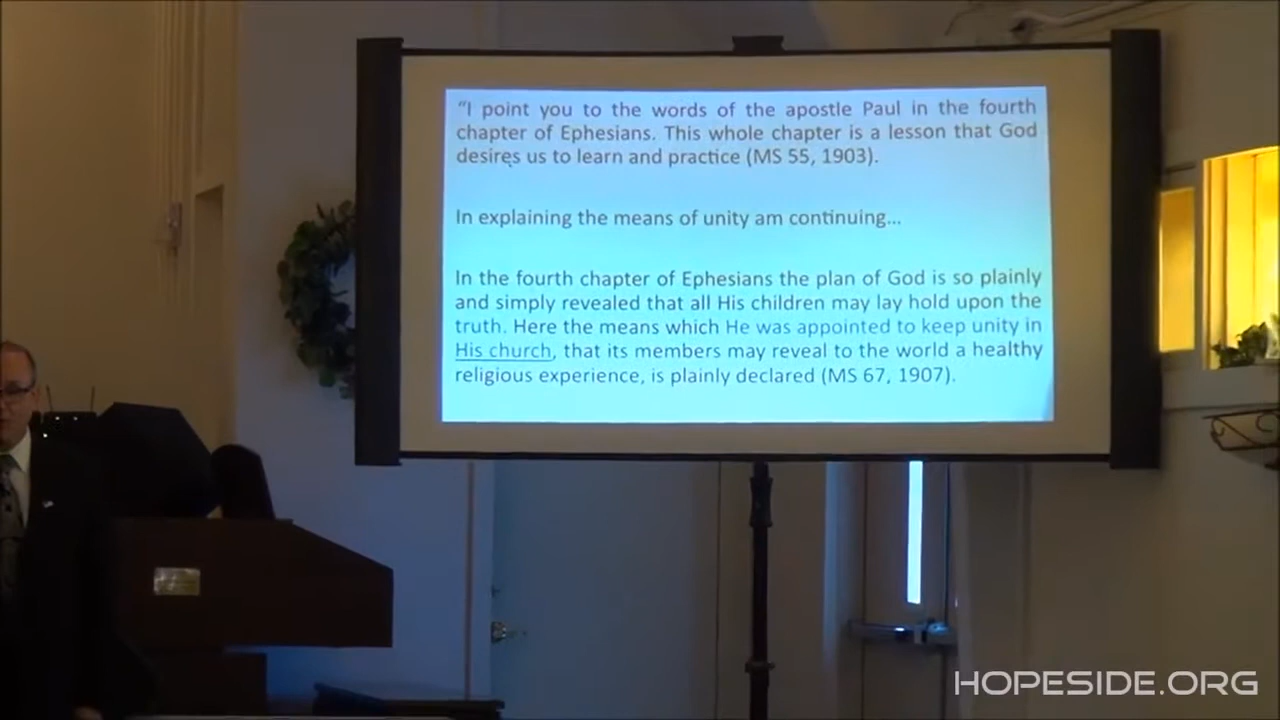 “I point you to the words of the apostle Paul in the fourth
chapter of Ephesians. This whole chapter is a lesson that God
desires us to learn and practice (MS 55, 1903).
In explaining the means of unity am continuing...
In the fourth chapter of Ephesians the plan of God is so plainly
and simply revealed that all His children may lay hold upon the
truth. Here the means which He was appointed to keep unity in
His church, that its members may reveal to the world a healthy
religious experience, is plainly declared (MS 67, 1907).
HOPESIDE.ORG